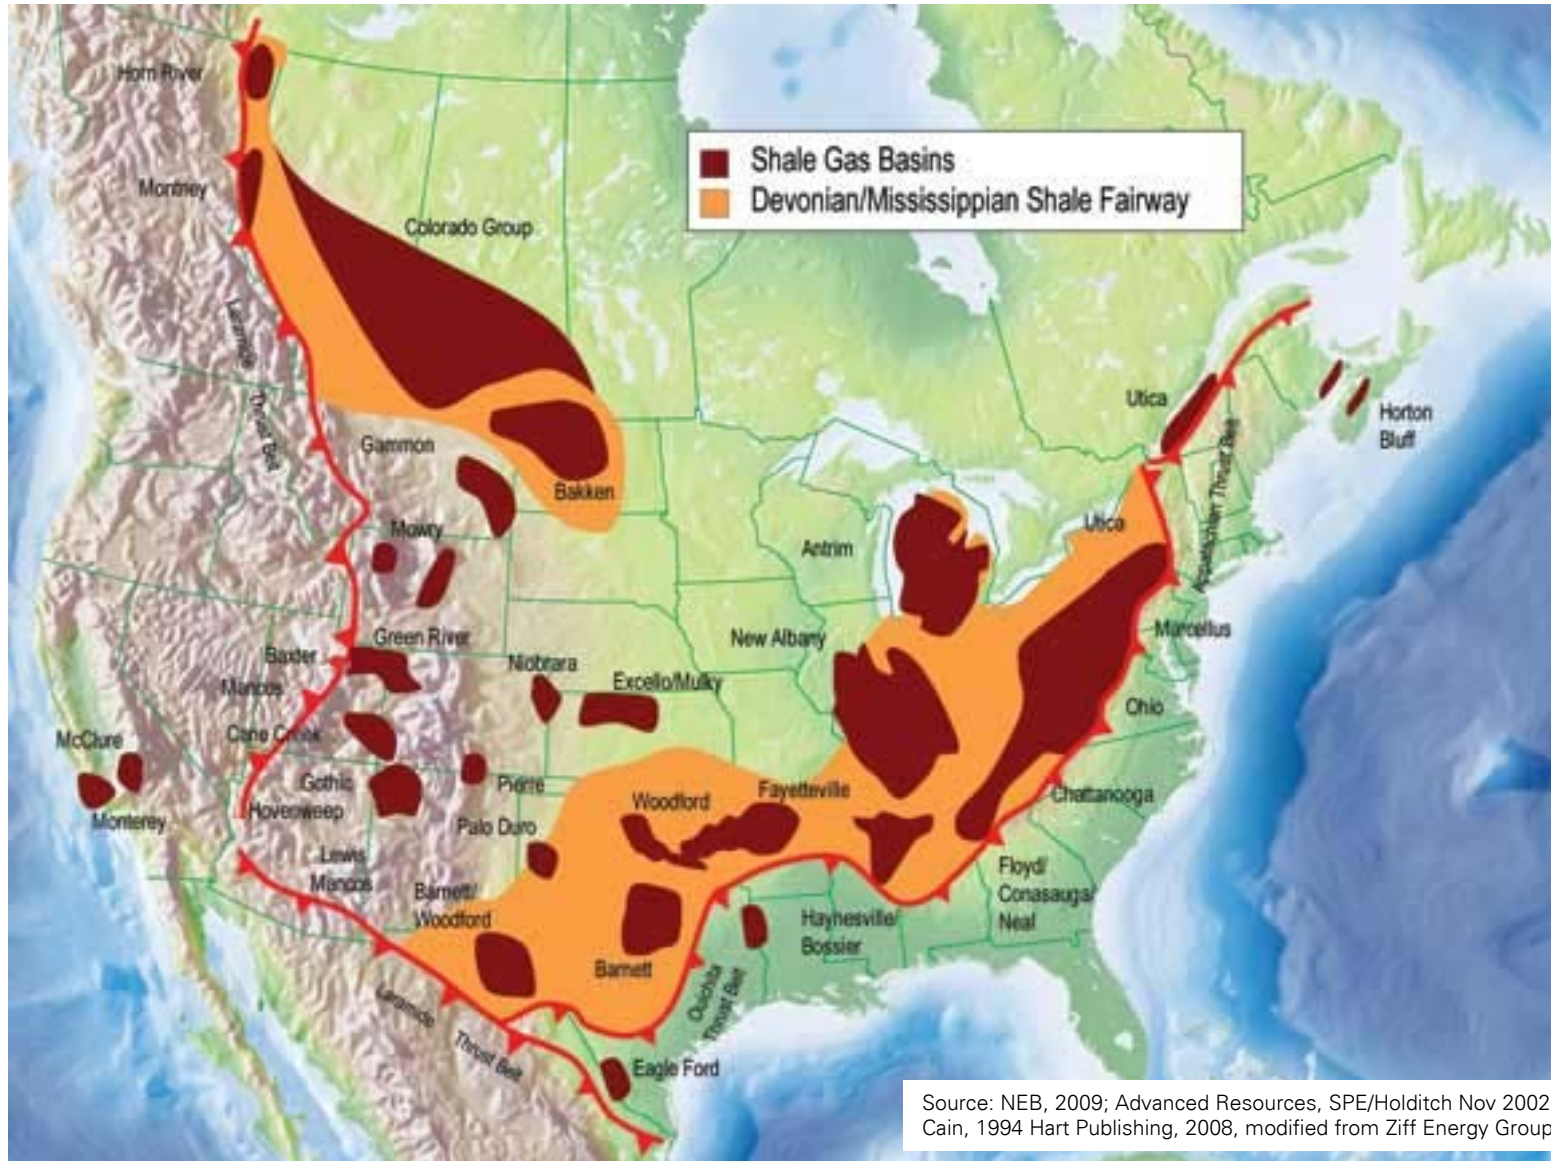 Horn River
Shale Gas Basins
Devonian/Mississippian Shale Fairway
Montney
Colorado Group
Laramide
Thrust Belt
Utica
Horton
Bluff
Gammon
Bakken
Appalachian Thrust Belt
Utica
Mowry
Antrim
Green River
New Albany
Marcellus
Baxter
Niobrara
Mancos
Excello/Mulky
Ohio
Cane Creek
McClure
Gothic
Pierre
Hovenweep
Monterey
Woodford
Fayetteville
Chattanooga
Palo Duro
Lewis
Mancos
Barnett/
Woodford
Floyd/
Conasauga/
Neal
Haynesville/
Bossier
Barnett
Ouchita
Thrust Belt
Laramide
Thrust Belt
Eagle Ford
Source: NEB, 2009; Advanced Resources, SPE/Holditch Nov 2002
Cain, 1994 Hart Publishing, 2008, modified from Ziff Energy Group